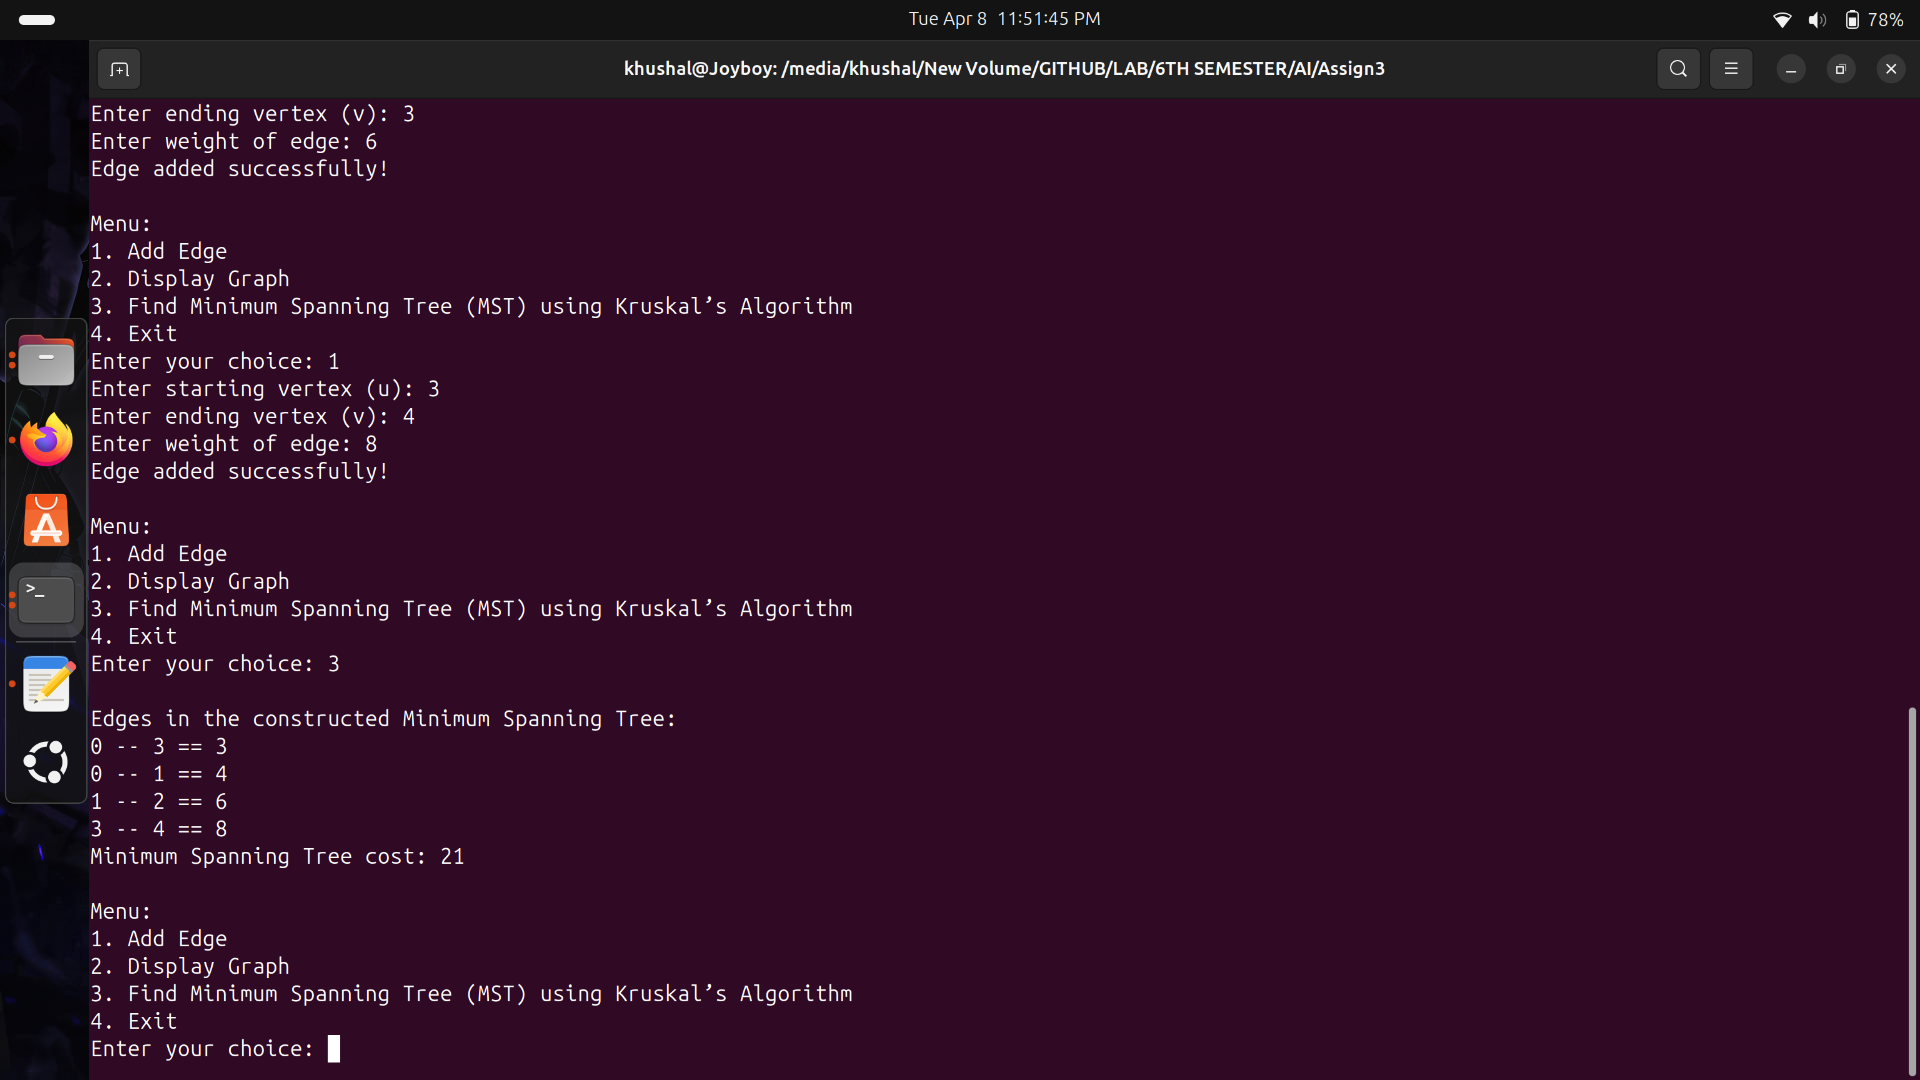 Tue Apr 8 11:51:45 PM
78%
khushal@Joyboy: /media/khushal/New Volume/GITHUB/LAB/6TH SEMESTER/AI/Assign3
Enter ending vertex (v): 3
Enter weight of edge: 6
Edge added successfully!
Menu:
1. Add Edge
2. Display Graph
3. Find Minimum Spanning Tree (MST) using Kruskal’s Algorithm
4. Exit
Enter your choice: 1
Enter starting vertex (u): 3
Enter ending vertex (v): 4
Enter weight of edge: 8
Edge added successfully!
Menu:
1. Add Edge
2. Display Graph
3. Find Minimum Spanning Tree (MST) using Kruskal’s Algorithm
4. Exit
Enter your choice: 3
Edges in the constructed Minimum Spanning Tree:
0 -- 3 == 3
0 -- 1 == 4
1 -- 2 == 6
3 -- 4 == 8
Minimum Spanning Tree cost: 21
Menu:
1. Add Edge
2. Display Graph
3. Find Minimum Spanning Tree (MST) using Kruskal’s Algorithm
4. Exit
Enter your choice: